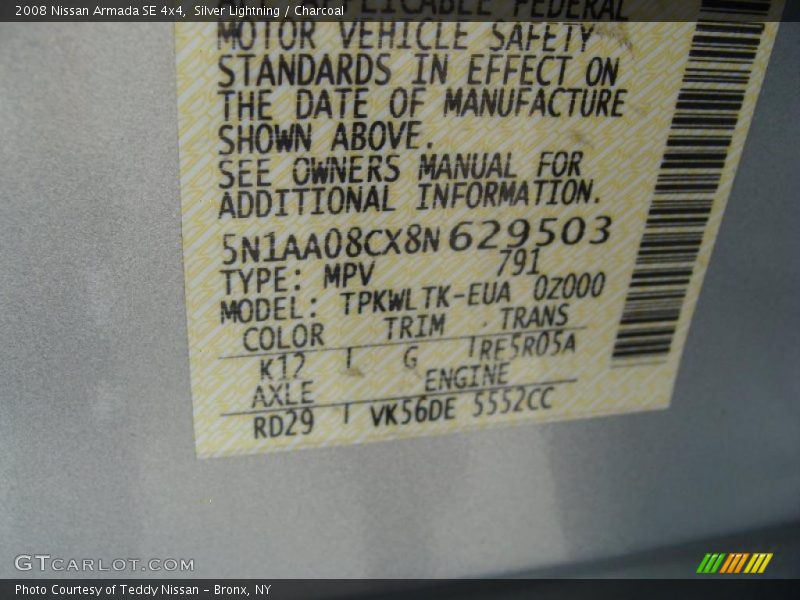 2008 Nissan Armada SE 4x4, Silver Lightning / Charcoal
FEDERAL
MOTOR VEHICLE SAFETY
STANDARDS IN EFFECT ON
THE DATE OF MANUFACTURE
SHOWN ABOVE.
SEE OWNERS MANUAL FOR
ADDITIONAL INFORMATION.
5N1AA08CX8N629503
TYPE: MPV 791
MODEL: TPKWLTK-EUA 0Z000
COLOR TRIM TRANS
K12 G RE5R05A
AXLE ENGINE
RD29 VK56DE 5552CC
GTCARLOT.COM
Photo Courtesy of Teddy Nissan - Bronx, NY